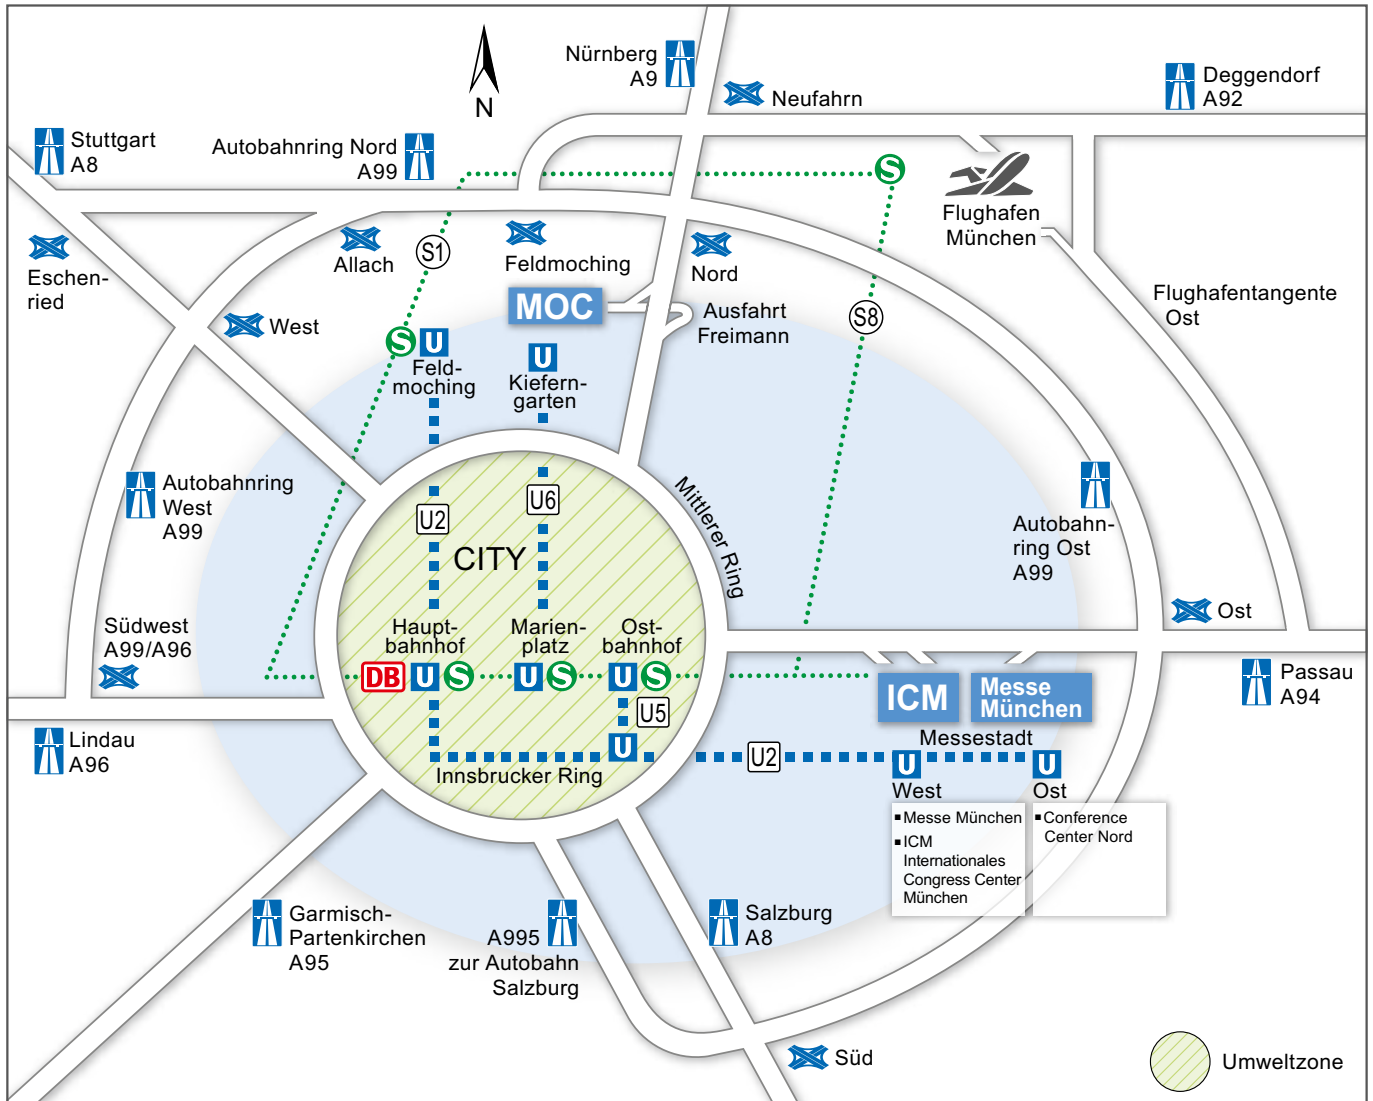 Nürnberg
A9
N
Neufahrn
Deggendorf
A92
Stuttgart
A8
Autobahnring Nord
A99
S
Flughafen
München
Eschen-
ried
Allach
S1
Feldmoching
Nord
West
MOC
Ausfahrt
Freimann
S8
Flughafentangente
Ost
S U
Feld-
moching
U
Kiefern-
garten
Autobahnring
West
A99
U2
U6
Mittlerer Ring
Autobahn-
ring Ost
A99
CITY
Südwest
A99/A96
Haupt-
bahnhof
Marien-
platz
Ost-
bahnhof
Ost
DB U S
U S
U S
Passau
A94
ICM
Messe
München
U5
Lindau
A96
U
Innsbrucker Ring
U2
Messestadt
U
West
U
Ost
Messe München
ICM
Internationales
Congress Center
München
Conference
Center Nord
Garmisch-
Partenkirchen
A95
A995
zur Autobahn
Salzburg
Salzburg
A8
Süd
Umweltzone